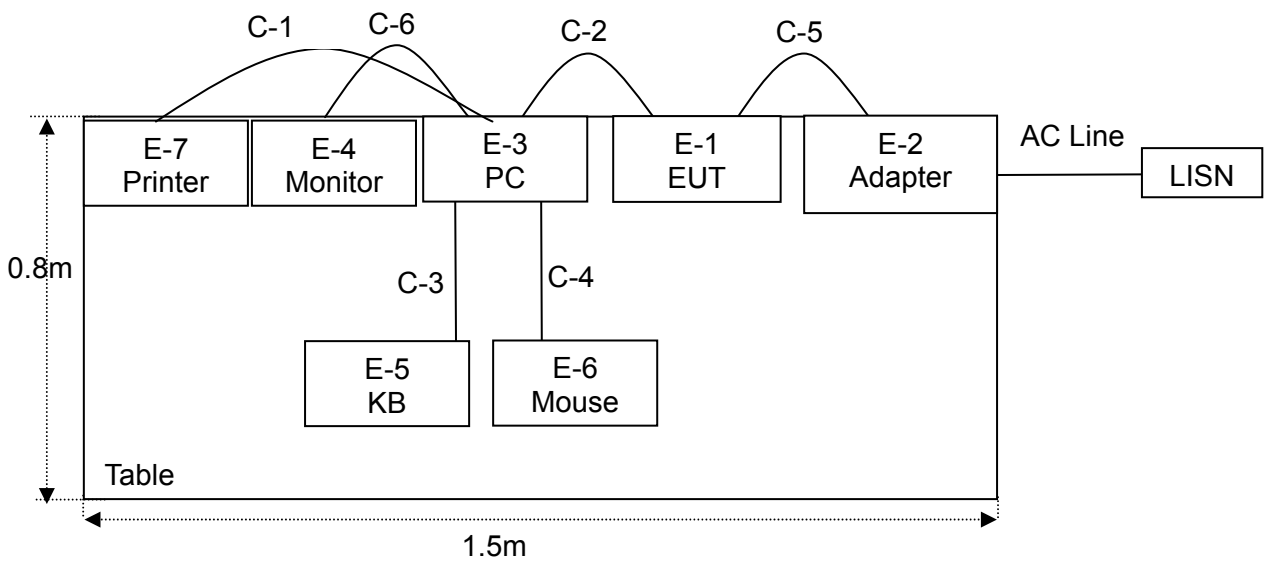 C-1
C-6
C-2
C-5
E-7
Printer
E-4
Monitor
E-3
PC
E-1
EUT
E-2
Adapter
AC Line
LISN
0.8m
C-3
C-4
E-5
KB
E-6
Mouse
Table
1.5m